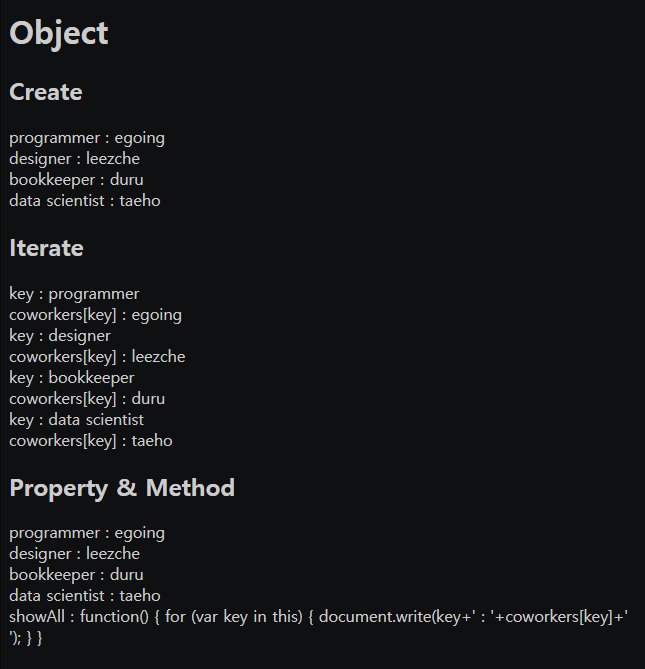 Object
Create
programmer : egoing
designer : leezche
bookkeeper : duru
data scientist : taeho
Iterate
key : programmer
coworkers[key] : egoing
key : designer
coworkers[key] : leezche
key : bookkeeper
coworkers[key] : duru
key : data scientist
coworkers[key] : taeho
Property & Method
programmer : egoing
designer : leezche
bookkeeper : duru
data scientist : taeho
showAll : function() { for (var key in this) { document.write(key+' : '+coworkers[key]+'
'); } }